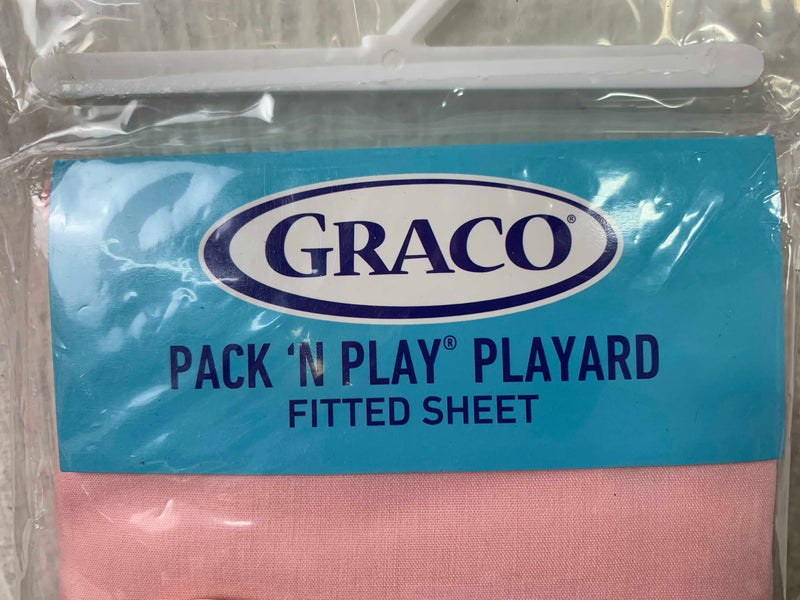 GRACO®
PACK 'N PLAY® PLAYARD
FITTED SHEET